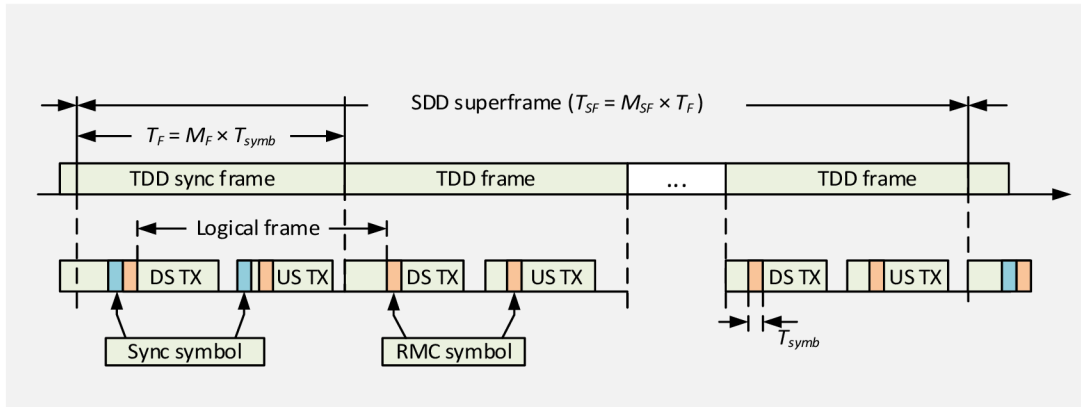 SDD superframe (T_SF = M_SF × T_F)
T_F = M_F × T_symb
TDD sync frame TDD frame ... TDD frame
Logical frame
DS TX US TX DS TX US TX DS TX US TX
T_symb
Sync symbol RMC symbol